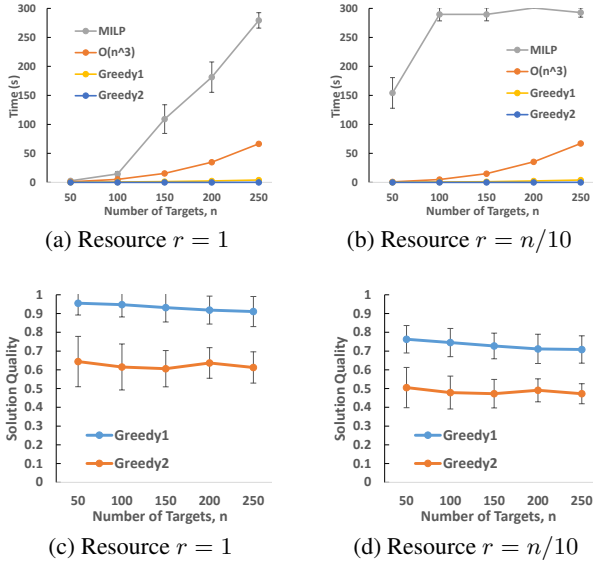 300
250
200
150
100
50
0
Time (s)
MILP
O(n^3)
Greedy1
Greedy2
50 100 150 200 250
Number of Targets, n
(a) Resource r = 1
300
250
200
150
100
50
0
Time (s)
MILP
O(n^3)
Greedy1
Greedy2
50 100 150 200 250
Number of Targets, n
(b) Resource r = n/10
1
0.9
0.8
0.7
0.6
0.5
0.4
0.3
0.2
0.1
0
Solution Quality
Greedy1
Greedy2
50 100 150 200 250
Number of Targets, n
(c) Resource r = 1
1
0.9
0.8
0.7
0.6
0.5
0.4
0.3
0.2
0.1
0
Solution Quality
Greedy1
Greedy2
50 100 150 200 250
Number of Targets, n
(d) Resource r = n/10